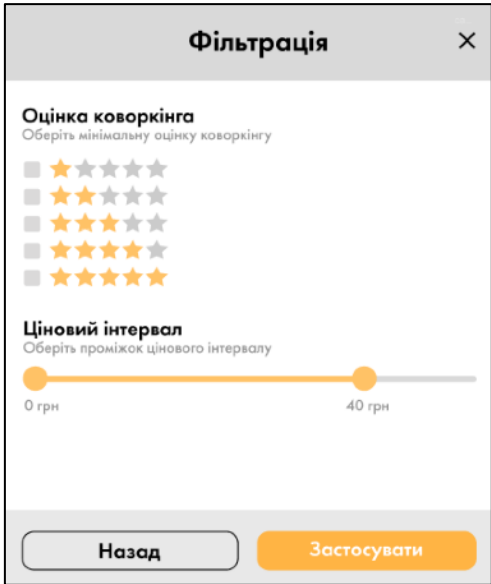 Фільтрація
Оцінка коворкінга
Оберіть мінімальну оцінку коворкінгу
Ціновий інтервал
Оберіть проміжок цінового інтервалу
0 грн 40 грн
Назад Застосувати